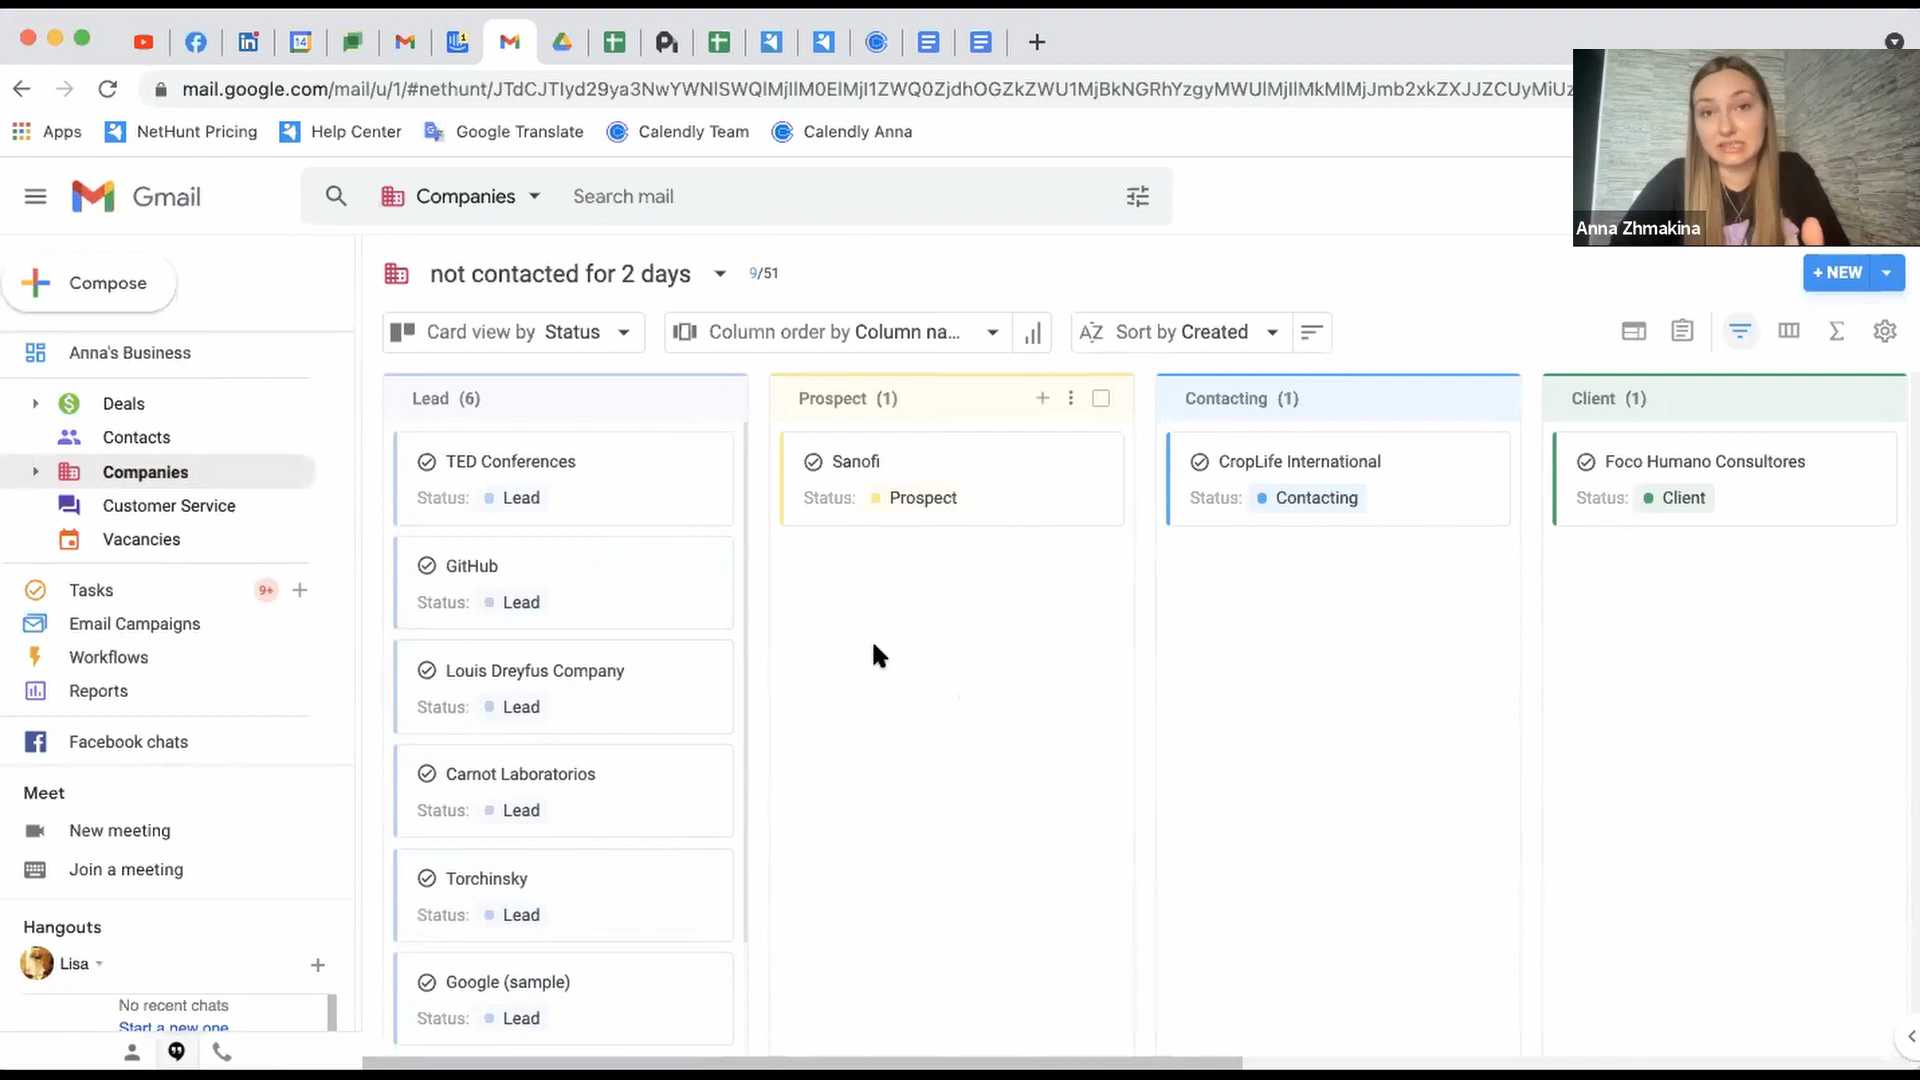 mail.google.com/mail/u/1/#nethunt/
Apps
NetHunt Pricing
Help Center
Google Translate
Calendly Team
Calendly Anna
Gmail
Companies
Search mail
Anna Zhmakina
Compose
not contacted for 2 days
9/51
+ NEW
Card view by Status
Column order by Column na...
Sort by Created
Anna's Business
Deals
Contacts
Companies
Customer Service
Vacancies
Tasks
9+
Email Campaigns
Workflows
Reports
Facebook chats
Meet
New meeting
Join a meeting
Hangouts
Lisa
No recent chats
Start a new one
Lead (6)
TED Conferences
Status: Lead
GitHub
Status: Lead
Louis Dreyfus Company
Status: Lead
Carnot Laboratorios
Status: Lead
Torchinsky
Status: Lead
Google (sample)
Status: Lead
Prospect (1)
Sanofi
Status: Prospect
Contacting (1)
CropLife International
Status: Contacting
Client (1)
Foco Humano Consultores
Status: Client